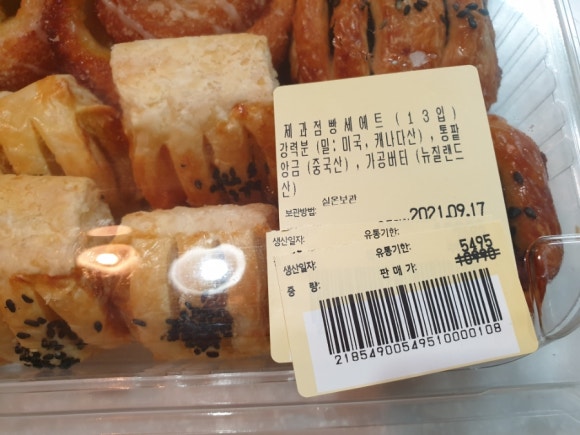 제과점빵세에트(13입)
강력분(밀:미국,캐나다산),통팥
앙금(중국산),가공버터(뉴질랜드
산)
보관방법: 실온보관
2021.09.17
생산일자: 유통기한:
생산일자: 유통기한: 5495
중 량: 판 매 가: 10990
2185490054951000108